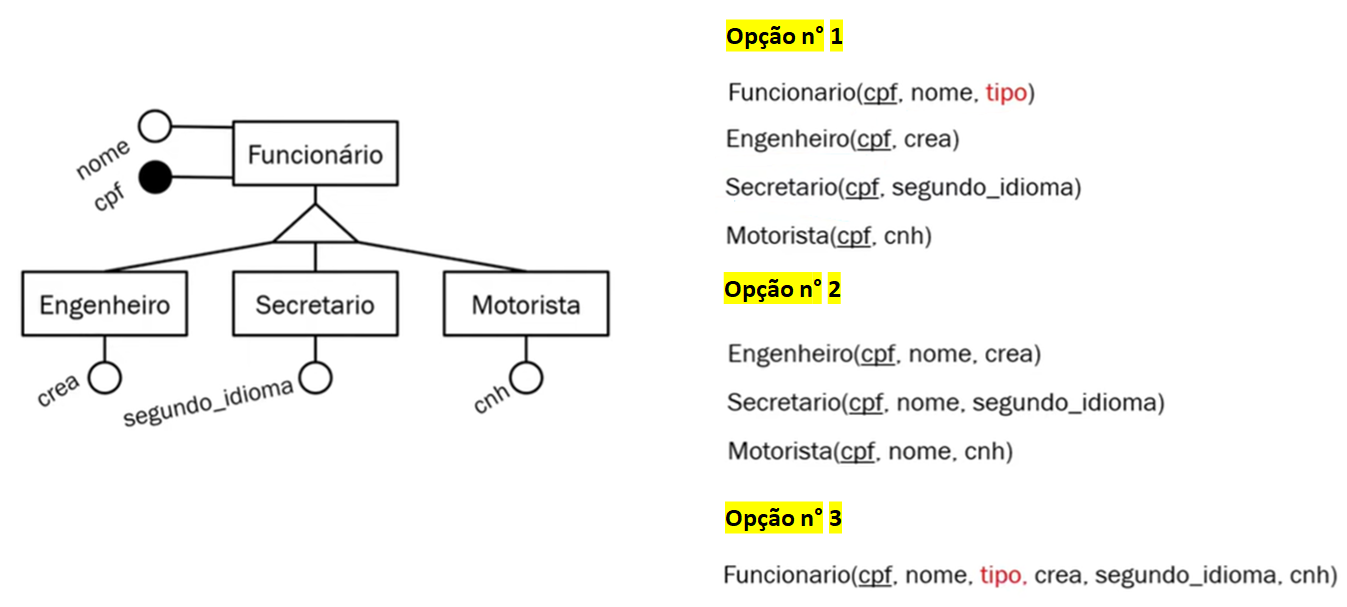 nome
cpf
Funcionário
Engenheiro
Secretario
Motorista
crea
segundo_idioma
cnh
Opção n° 1
Funcionario(cpf, nome, tipo)
Engenheiro(cpf, crea)
Secretario(cpf, segundo_idioma)
Motorista(cpf, cnh)
Opção n° 2
Engenheiro(cpf, nome, crea)
Secretario(cpf, nome, segundo_idioma)
Motorista(cpf, nome, cnh)
Opção n° 3
Funcionario(cpf, nome, tipo, crea, segundo_idioma, cnh)